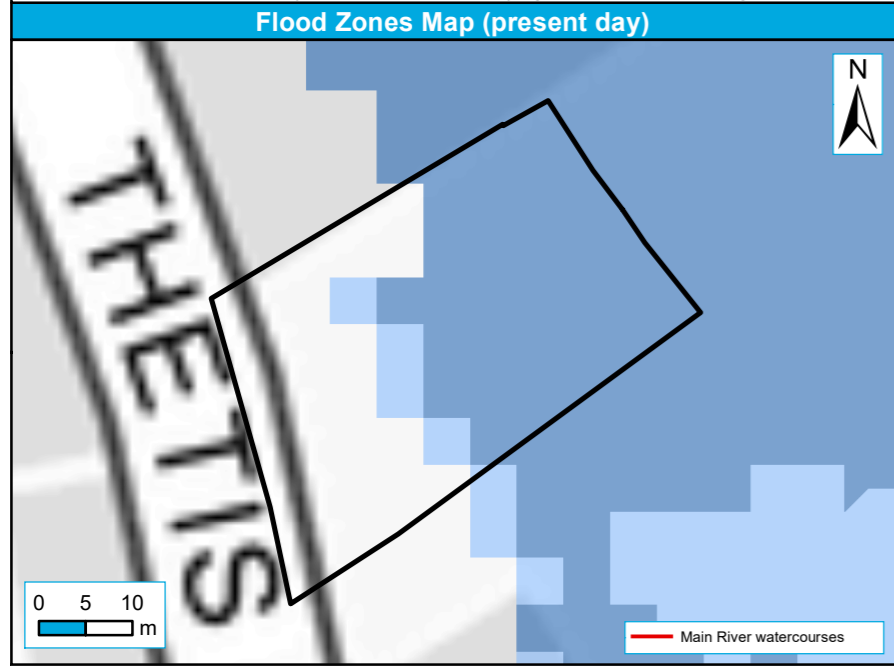 Flood Zones Map (present day)
N
THETIS
0 5 10
m
Main River watercourses